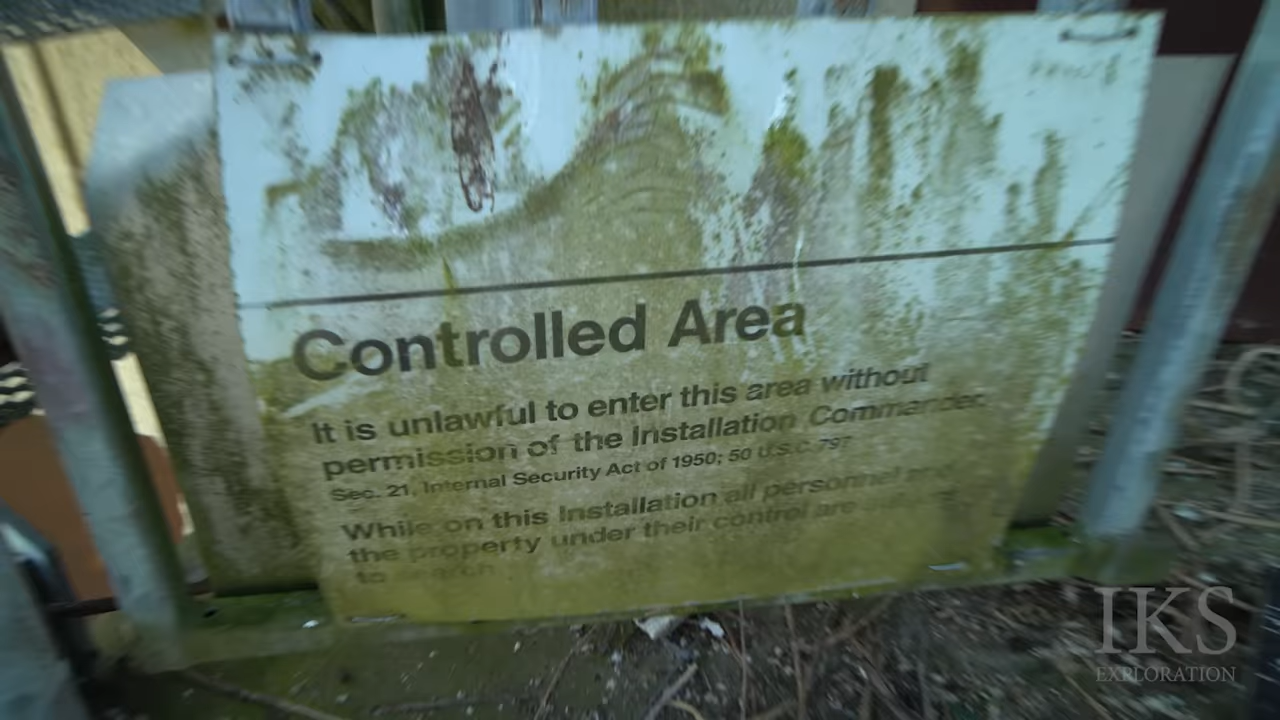 Controlled Area
It is unlawful to enter this area without
permission of the Installation Commander.
Sec. 21, Internal Security Act of 1950; 50 U.S.C. 797
While on this Installation all personnel and
the property under their control are
to search
IKS
EXPLORATION